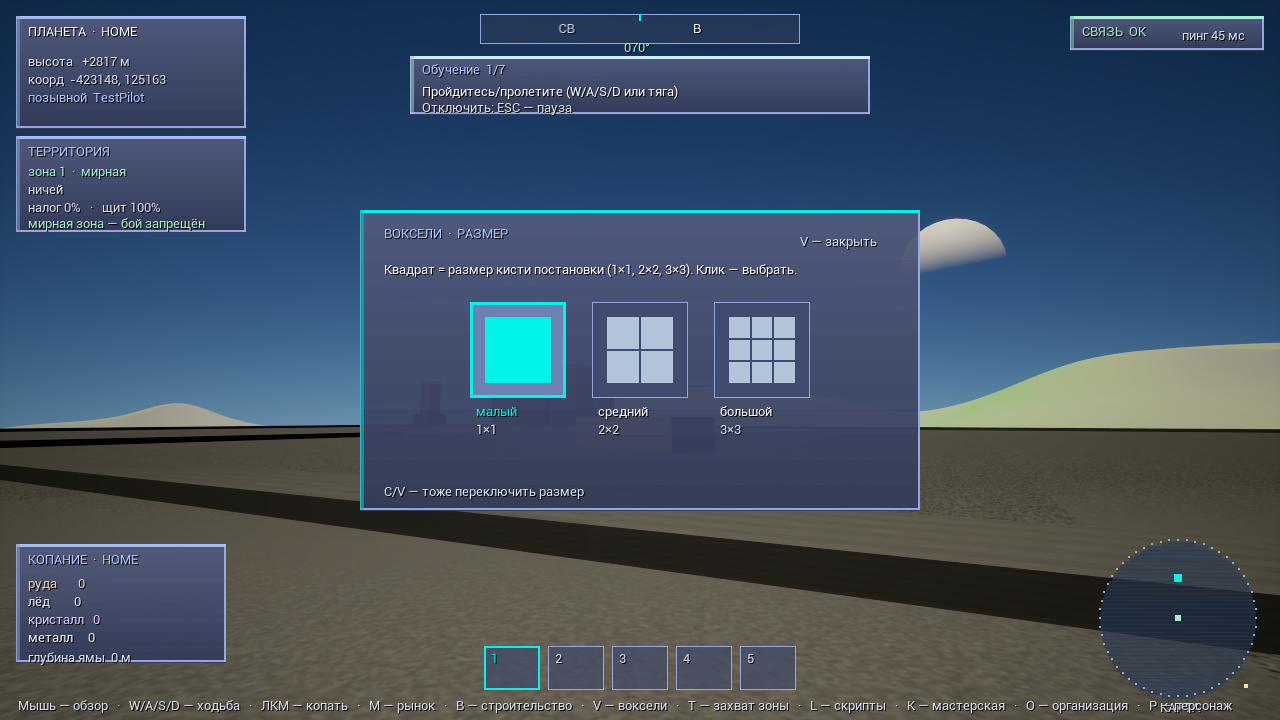 ПЛАНЕТА · HOME
высота +2817 м
коорд -423148, 125163
позывной TestPilot
ТЕРРИТОРИЯ
зона 1 · мирная
ничей
налог 0% · щит 100%
мирная зона — бой запрещён
СВ В
070°
Обучение 1/7
Пройдитесь/пролетите (W/A/S/D или тяга)
Отключить: ESC — пауза
СВЯЗЬ OK пинг 45 мс
ВОКСЕЛИ · РАЗМЕР
V — закрыть
Квадрат = размер кисти постановки (1×1, 2×2, 3×3). Клик — выбрать.
малый средний большой
1×1 2×2 3×3
C/V — тоже переключить размер
КОПАНИЕ · HOME
руда 0
лёд 0
кристалл 0
металл 0
глубина ямы 0 м
1 2 3 4 5
Мышь — обзор · W/A/S/D — ходьба · ЛКМ — копать · M — рынок · B — строительство · V — воксели · T — захват зоны · L — скрипты · K — мастерская · O — организация · P — персонаж